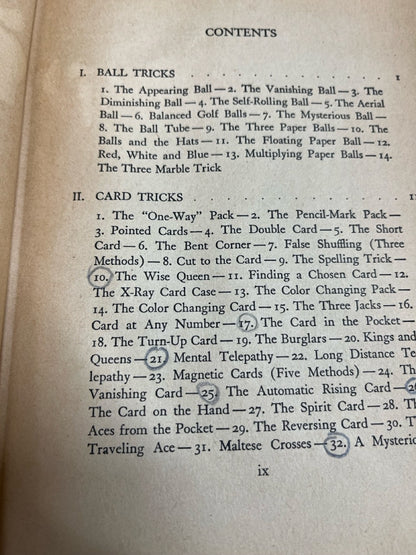 CONTENTS
I. BALL TRICKS . . . . . . . . . . . 1
1. The Appearing Ball — 2. The Vanishing Ball — 3. The
Diminishing Ball — 4. The Self-Rolling Ball — 5. The Aerial
Ball — 6. Balanced Golf Balls — 7. The Mysterious Ball —
8. The Ball Tube — 9. The Three Paper Balls — 10. The
Balls and the Hats — 11. The Floating Paper Ball — 12.
Red, White and Blue — 13. Multiplying Paper Balls — 14.
The Three Marble Trick
II. CARD TRICKS . . . . . . . . . . . 11
1. The "One-Way" Pack — 2. The Pencil-Mark Pack —
3. Pointed Cards — 4. The Double Card — 5. The Short
Card — 6. The Bent Corner — 7. False Shuffling (Three
Methods) — 8. Cut to the Card — 9. The Spelling Trick —
10. The Wise Queen — 11. Finding a Chosen Card — 12.
The X-Ray Card Case — 13. The Color Changing Pack —
14. The Color Changing Card — 15. The Three Jacks — 16.
Card at Any Number — 17. The Card in the Pocket —
18. The Turn-Up Card — 19. The Burglars — 20. Kings and
Queens — 21. Mental Telepathy — 22. Long Distance Te-
lepathy — 23. Magnetic Cards (Five Methods) — 24. Th
Vanishing Card — 25. The Automatic Rising Card —
The Card on the Hand — 27. The Spirit Card — 28. Th
Aces from the Pocket — 29. The Reversing Card — 30. Th
Traveling Ace — 31. Maltese Crosses — 32. A Mysterio
ix